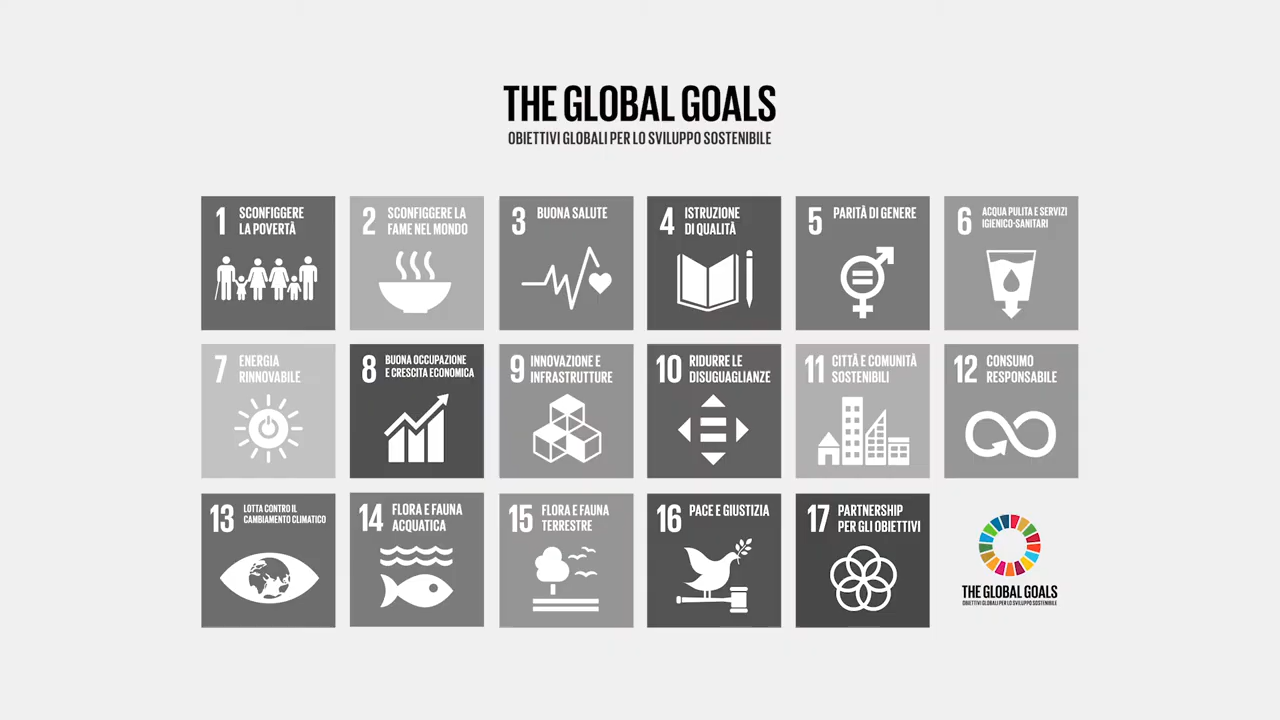 THE GLOBAL GOALS
OBIETTIVI GLOBALI PER LO SVILUPPO SOSTENIBILE
1 SCONFIGGERE
LA POVERTÀ
2 SCONFIGGERE LA
FAME NEL MONDO
3 BUONA SALUTE
4 ISTRUZIONE
DI QUALITÀ
5 PARITÀ DI GENERE
6 ACQUA PULITA E SERVIZI
IGIENICO-SANITARI
7 ENERGIA
RINNOVABILE
8 BUONA OCCUPAZIONE
E CRESCITA ECONOMICA
9 INNOVAZIONE E
INFRASTRUTTURE
10 RIDURRE LE
DISUGUAGLIANZE
11 CITTÀ E COMUNITÀ
SOSTENIBILI
12 CONSUMO
RESPONSABILE
13 LOTTA CONTRO IL
CAMBIAMENTO CLIMATICO
14 FLORA E FAUNA
ACQUATICA
15 FLORA E FAUNA
TERRESTRE
16 PACE E GIUSTIZIA
17 PARTNERSHIP
PER GLI OBIETTIVI
THE GLOBAL GOALS
OBIETTIVI GLOBALI PER LO SVILUPPO SOSTENIBILE